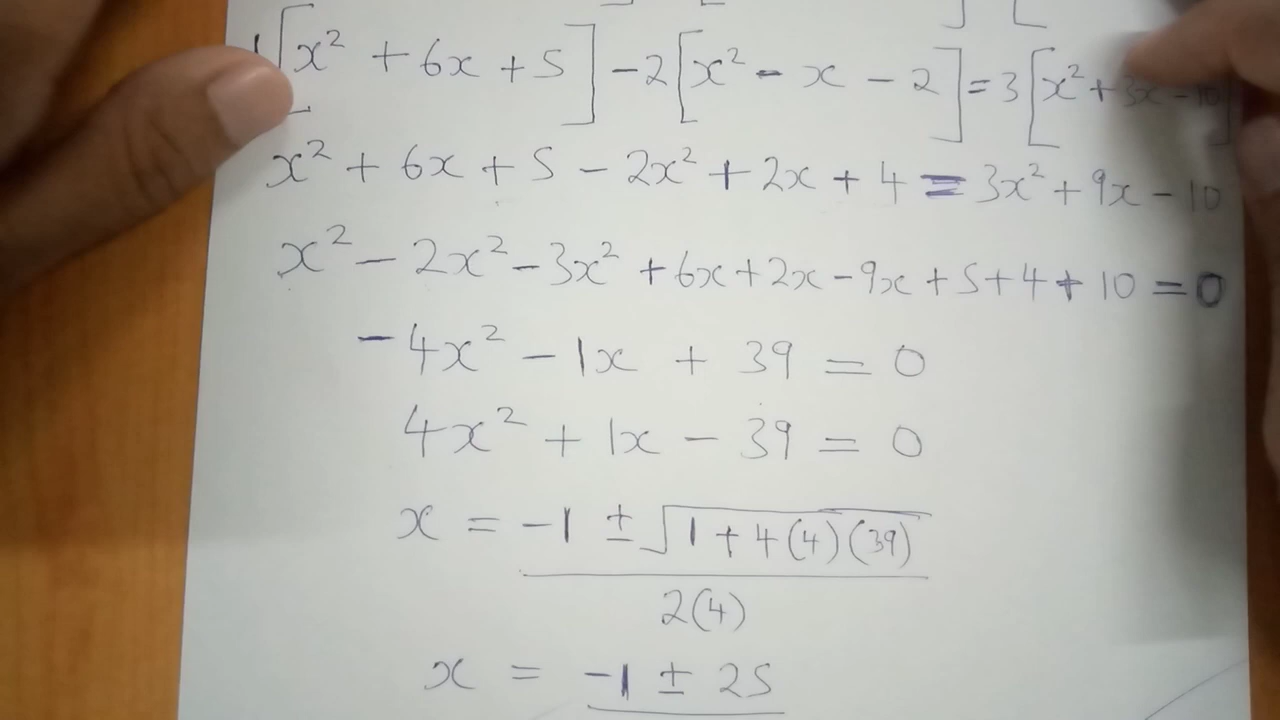 1[x² + 6x + 5] - 2[x² - x - 2] = 3[x² + 3x - 10]
x² + 6x + 5 - 2x² + 2x + 4 = 3x² + 9x - 10
x² - 2x² - 3x² + 6x + 2x - 9x + 5 + 4 + 10 = 0
- 4x² - 1x + 39 = 0
4x² + 1x - 39 = 0
x = -1 ± √1 + 4(4)(39)
2(4)
x = -1 ± 25